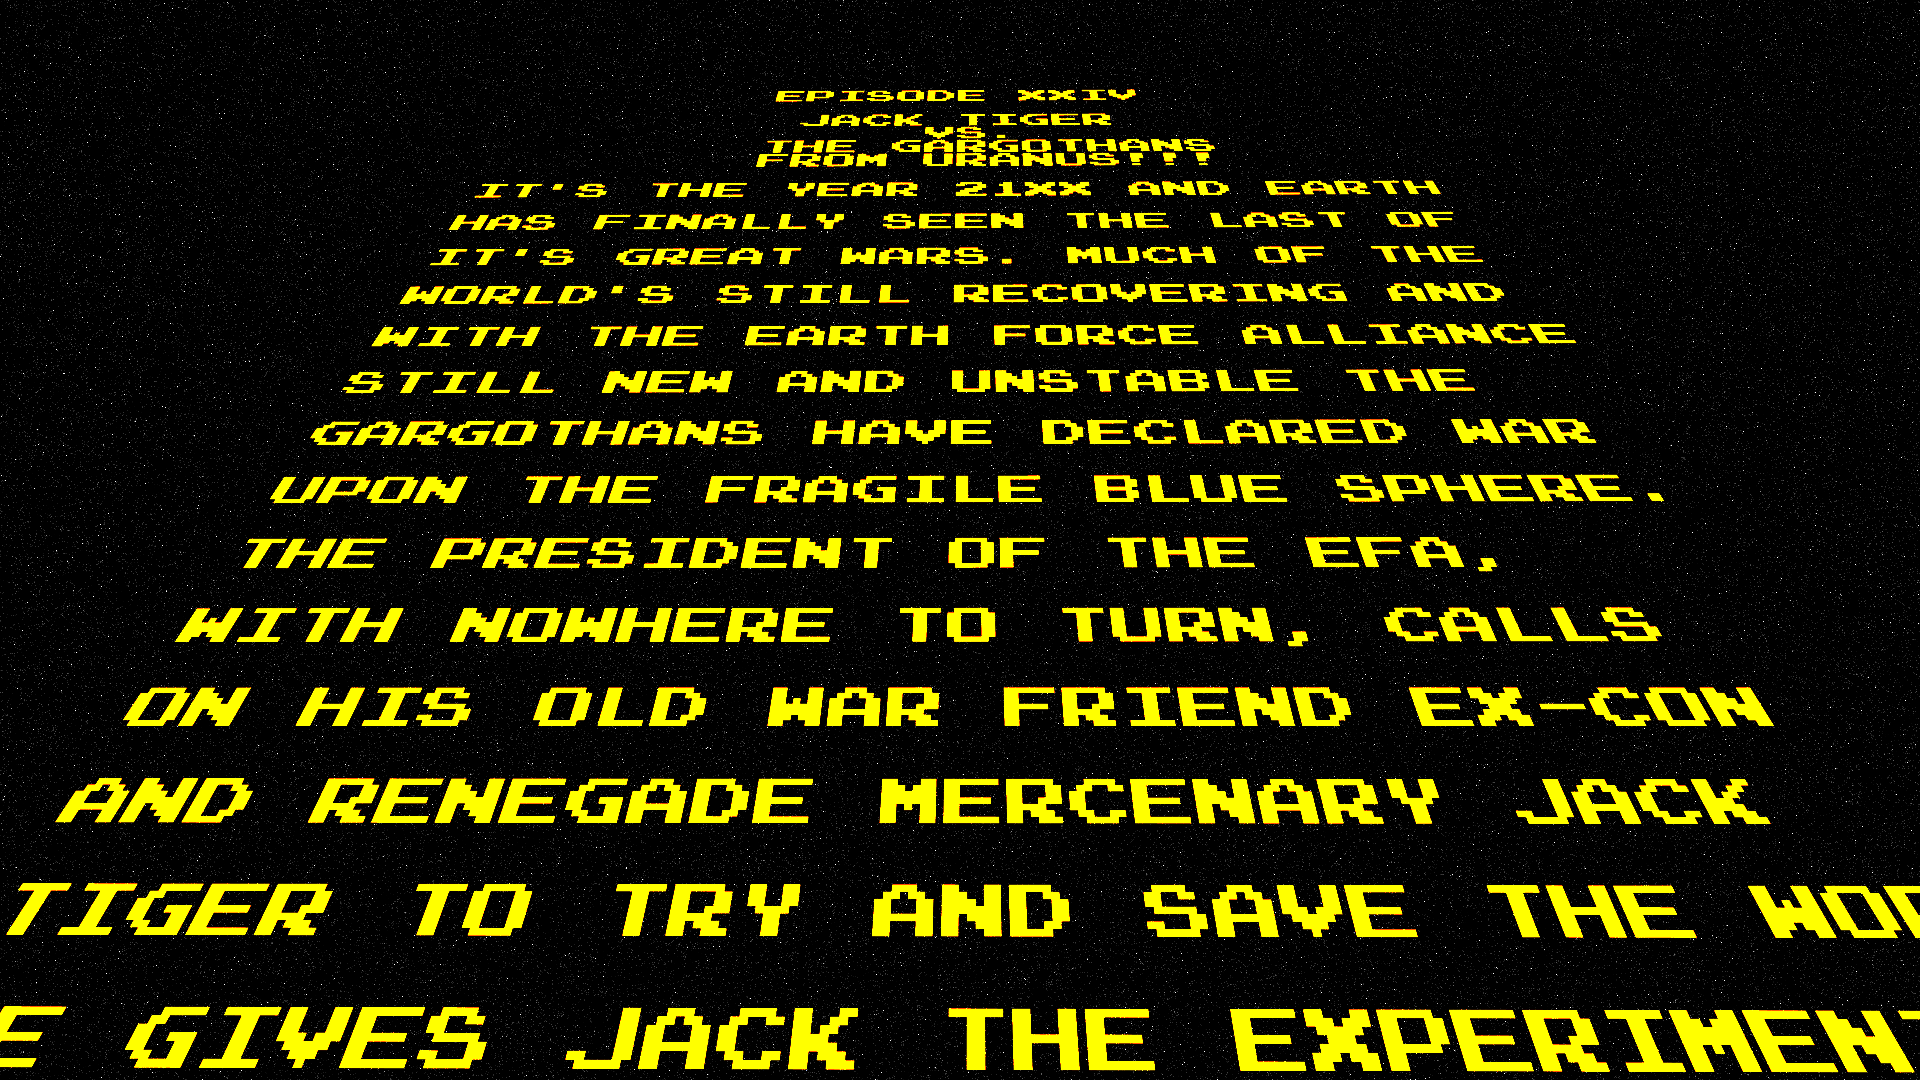 EPISODE XXIV
JACK TIGER
VS.
THE GARGOTHANS
FROM URANUS!!!
IT'S THE YEAR 21XX AND EARTH
HAS FINALLY SEEN THE LAST OF
IT'S GREAT WARS. MUCH OF THE
WORLD'S STILL RECOVERING AND
WITH THE EARTH FORCE ALLIANCE
STILL NEW AND UNSTABLE THE
GARGOTHANS HAVE DECLARED WAR
UPON THE FRAGILE BLUE SPHERE.
THE PRESIDENT OF THE EFA,
WITH NOWHERE TO TURN, CALLS
ON HIS OLD WAR FRIEND EX-CON
AND RENEGADE MERCENARY JACK
TIGER TO TRY AND SAVE THE
GIVES JACK THE